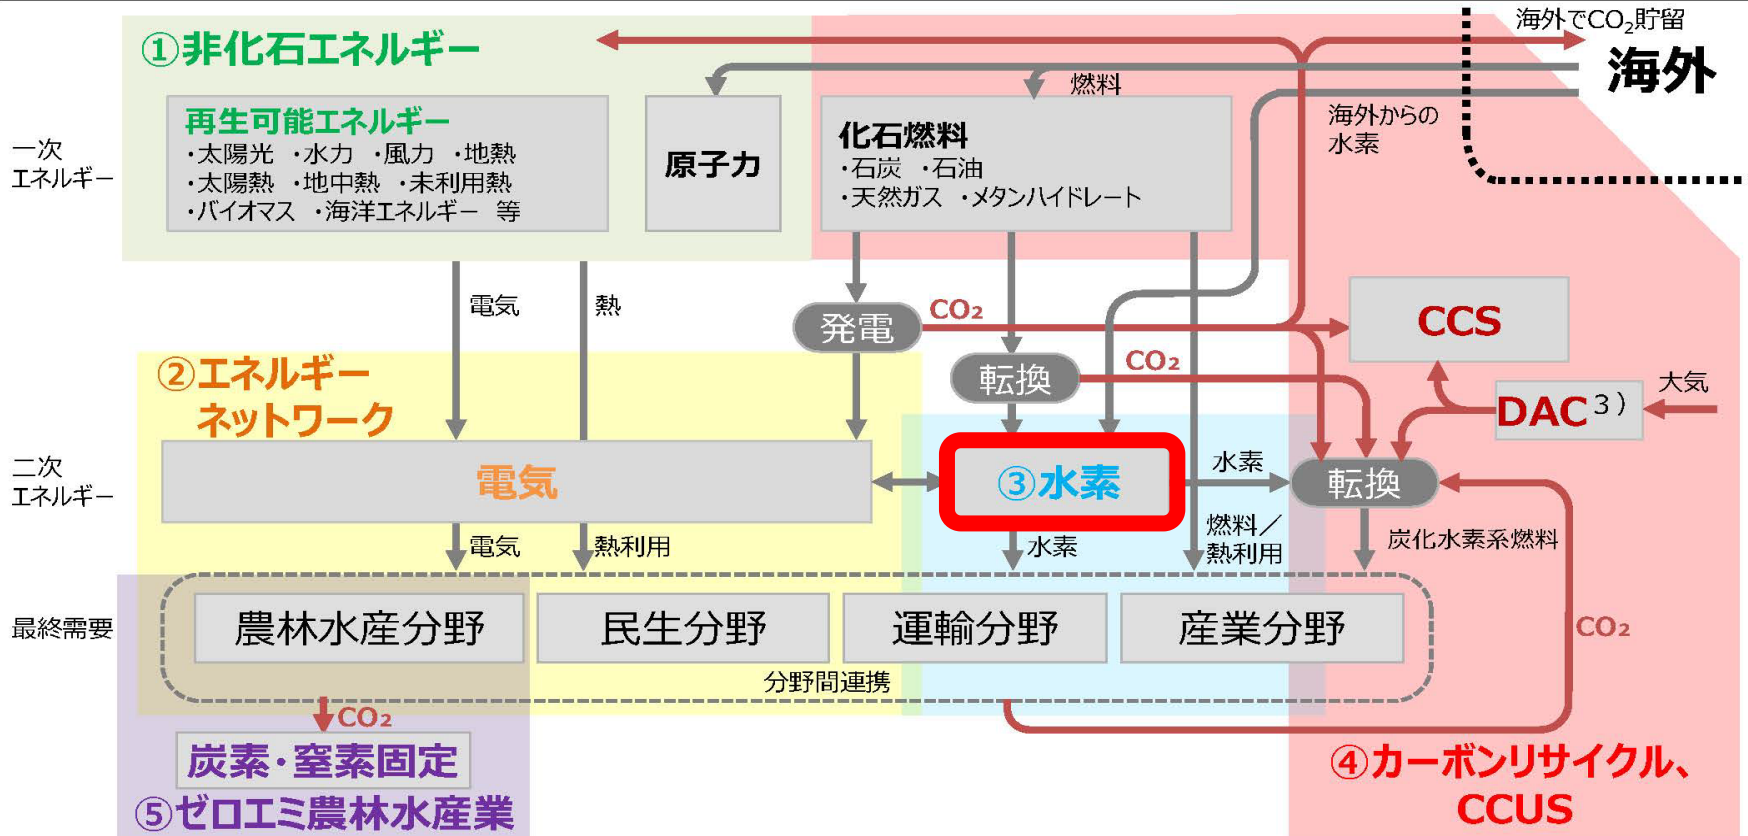 海外でCO₂貯留
①非化石エネルギー
海外
燃料
再生可能エネルギー
・太陽光 ・水力 ・風力 ・地熱
・太陽熱 ・地中熱 ・未利用熱
・バイオマス ・海洋エネルギー 等
原子力
化石燃料
・石炭 ・石油
・天然ガス ・メタンハイドレート
海外からの
水素
一次
エネルギー
電気
熱
発電
CO₂
CCS
②エネルギー
ネットワーク
転換
CO₂
大気
DAC³⁾
二次
エネルギー
電気
③水素
水素
転換
電気
熱利用
水素
燃料／
熱利用
炭化水素系燃料
最終需要
農林水産分野
民生分野
運輸分野
産業分野
CO₂
分野間連携
CO₂
炭素・窒素固定
⑤ゼロエミ農林水産業
④カーボンリサイクル、
CCUS